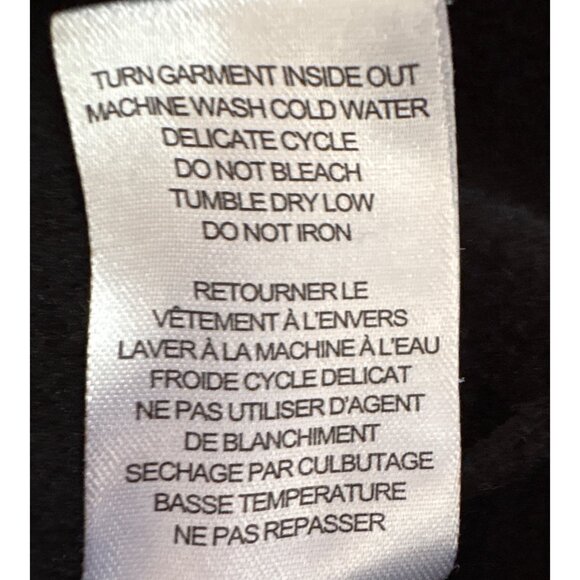 TURN GARMENT INSIDE OUT
MACHINE WASH COLD WATER
DELICATE CYCLE
DO NOT BLEACH
TUMBLE DRY LOW
DO NOT IRON
RETOURNER LE
VÊTEMENT À L'ENVERS
LAVER À LA MACHINE À L'EAU
FROIDE CYCLE DELICAT
NE PAS UTILISER D'AGENT
DE BLANCHIMENT
SECHAGE PAR CULBUTAGE
BASSE TEMPERATURE
NE PAS REPASSER